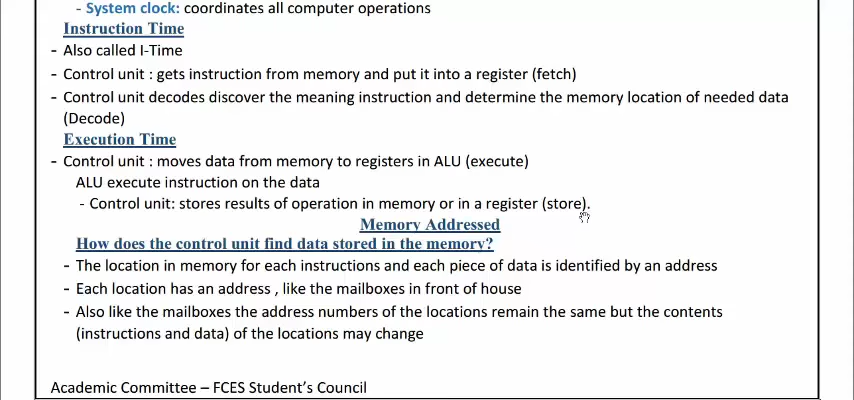 - System clock: coordinates all computer operations
Instruction Time
- Also called I-Time
- Control unit : gets instruction from memory and put it into a register (fetch)
- Control unit decodes discover the meaning instruction and determine the memory location of needed data
(Decode)
Execution Time
- Control unit : moves data from memory to registers in ALU (execute)
ALU execute instruction on the data
- Control unit: stores results of operation in memory or in a register (store).
Memory Addressed
How does the control unit find data stored in the memory?
- The location in memory for each instructions and each piece of data is identified by an address
- Each location has an address , like the mailboxes in front of house
- Also like the mailboxes the address numbers of the locations remain the same but the contents
(instructions and data) of the locations may change
Academic Committee – FCES Student’s Council